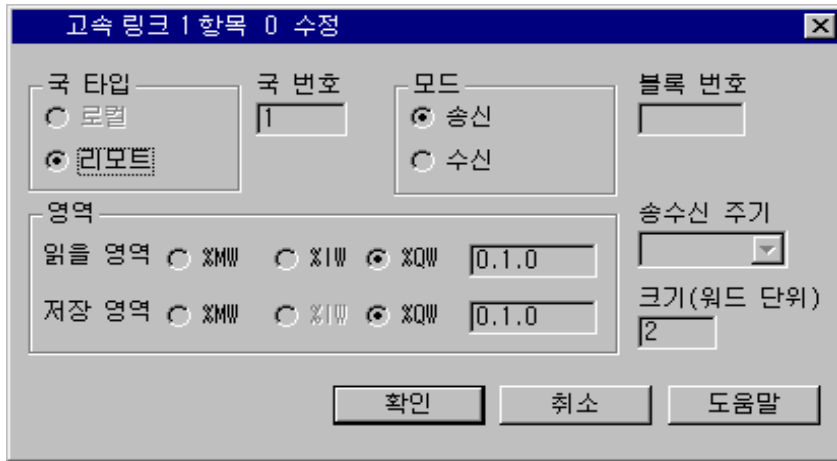 고속 링크 1 항목 0 수정
국 타입
국 번호
모드
블록 번호
로컬
1
송신
리모트
수신
영역
송수신 주기
읽을 영역 %MW %IW %QW 0.1.0
크기(워드 단위)
저장 영역 %MW %IW %QW 0.1.0
2
확인 취소 도움말